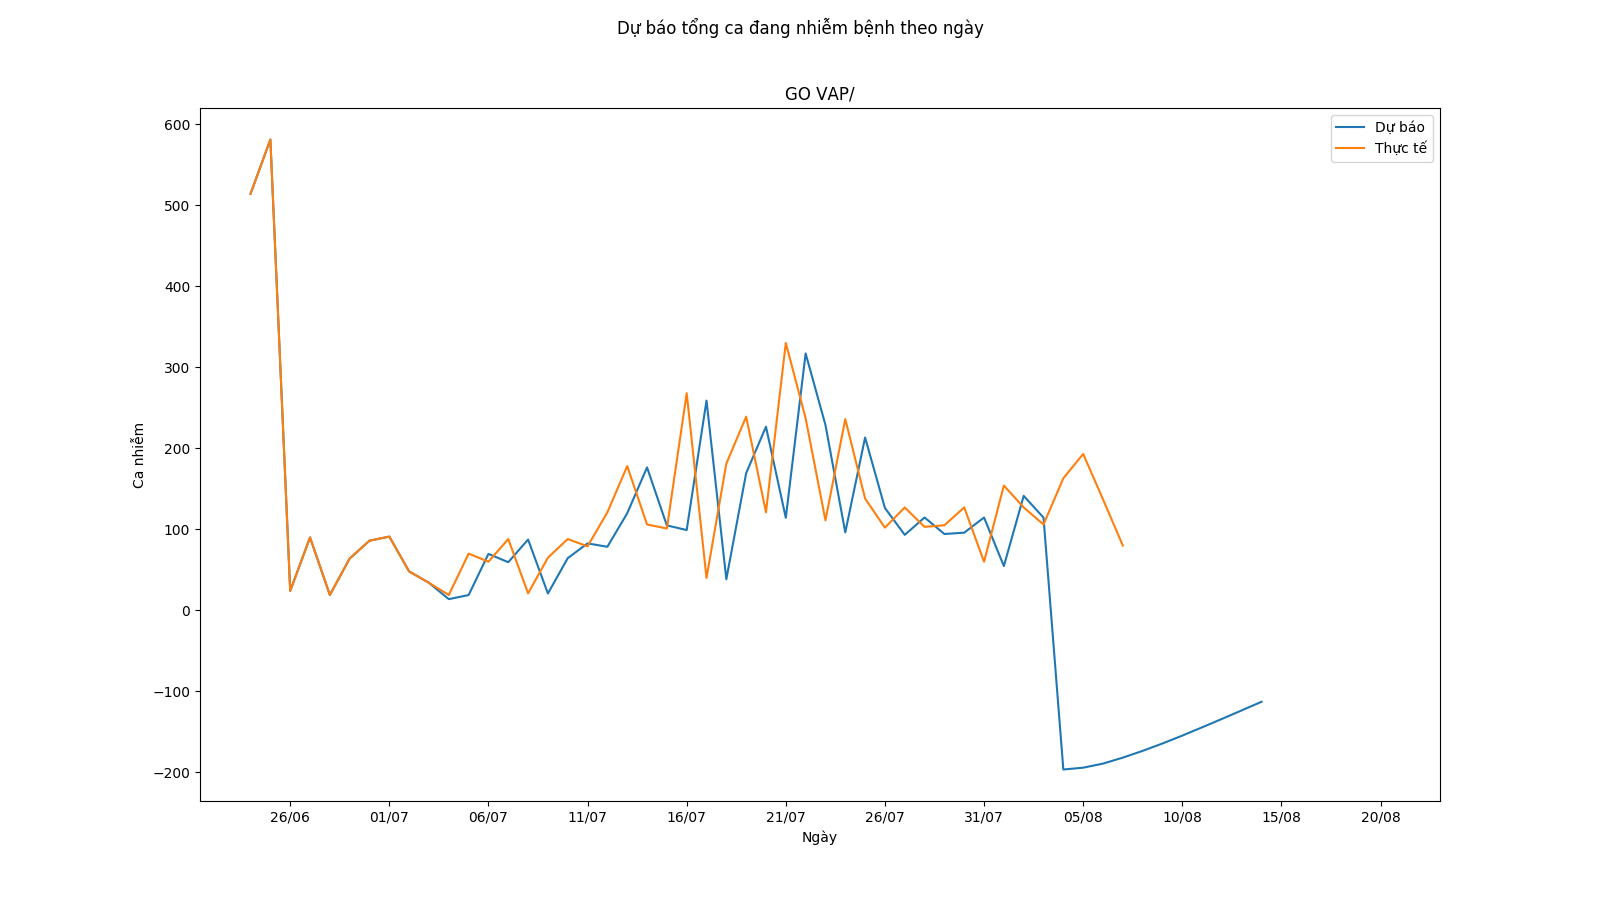 Dự báo tổng ca đang nhiễm bệnh theo ngày
GO VAP/
Dự báo
Thực tế
600
500
400
300
200
100
0
−100
−200
Ca nhiễm
26/06 01/07 06/07 11/07 16/07 21/07 26/07 31/07 05/08 10/08 15/08 20/08
Ngày